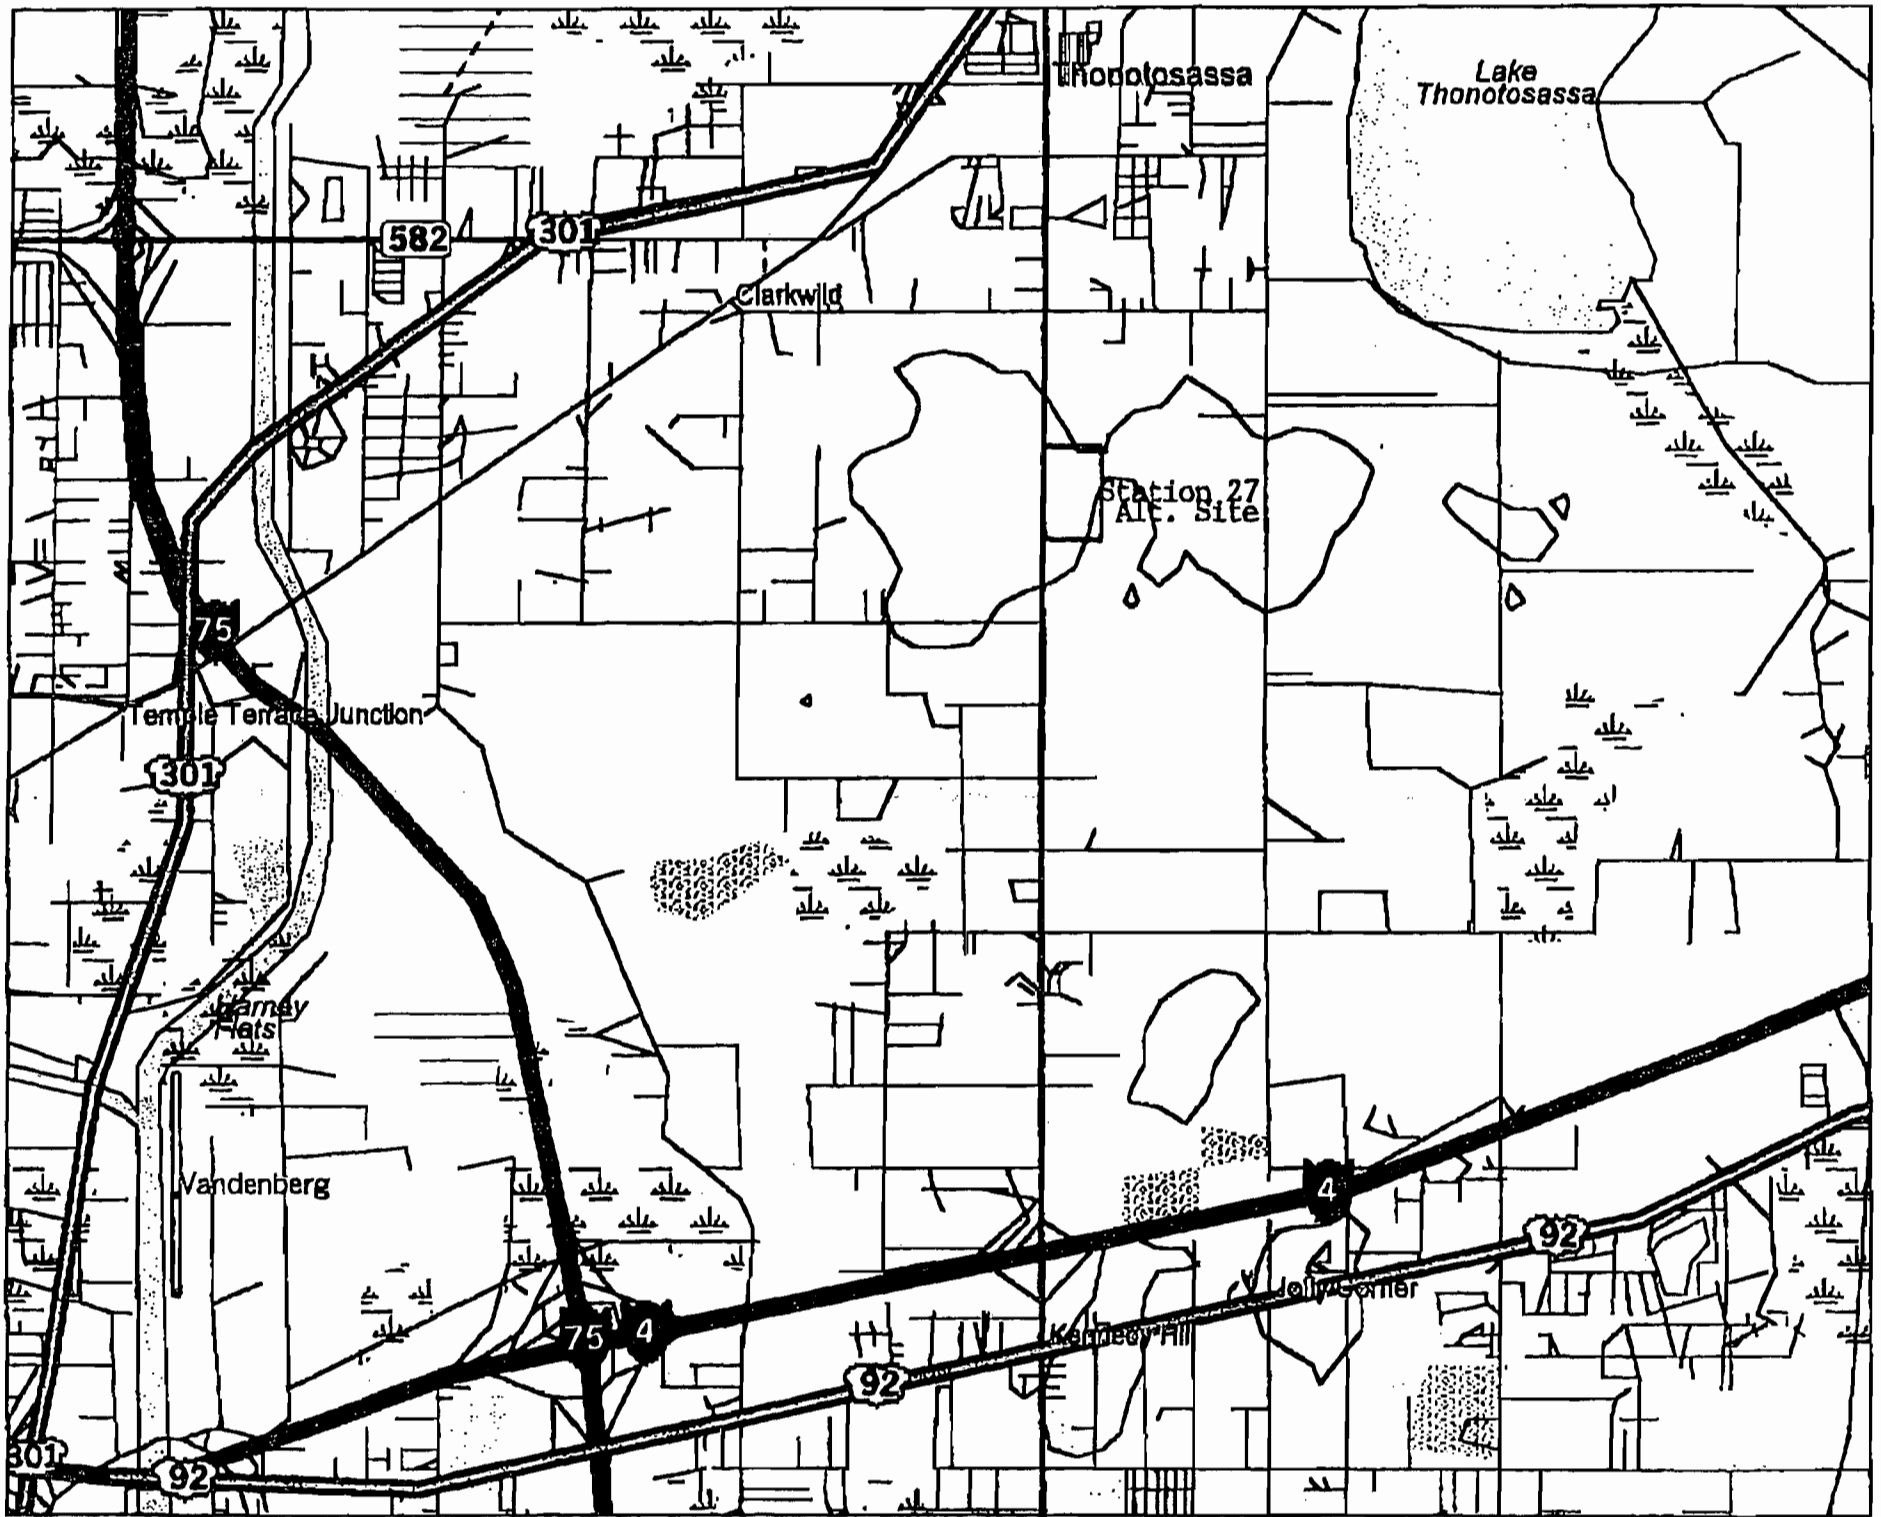 Thonotosassa
Lake
Thonotosassa
582
301
Clarkwild
Station 27
Alt. Site
75
Temple Terrace Junction
301
Harney
Flats
Vandenberg
4
92
Jolly Corner
75
4
Kennedy Hill
92
301
92